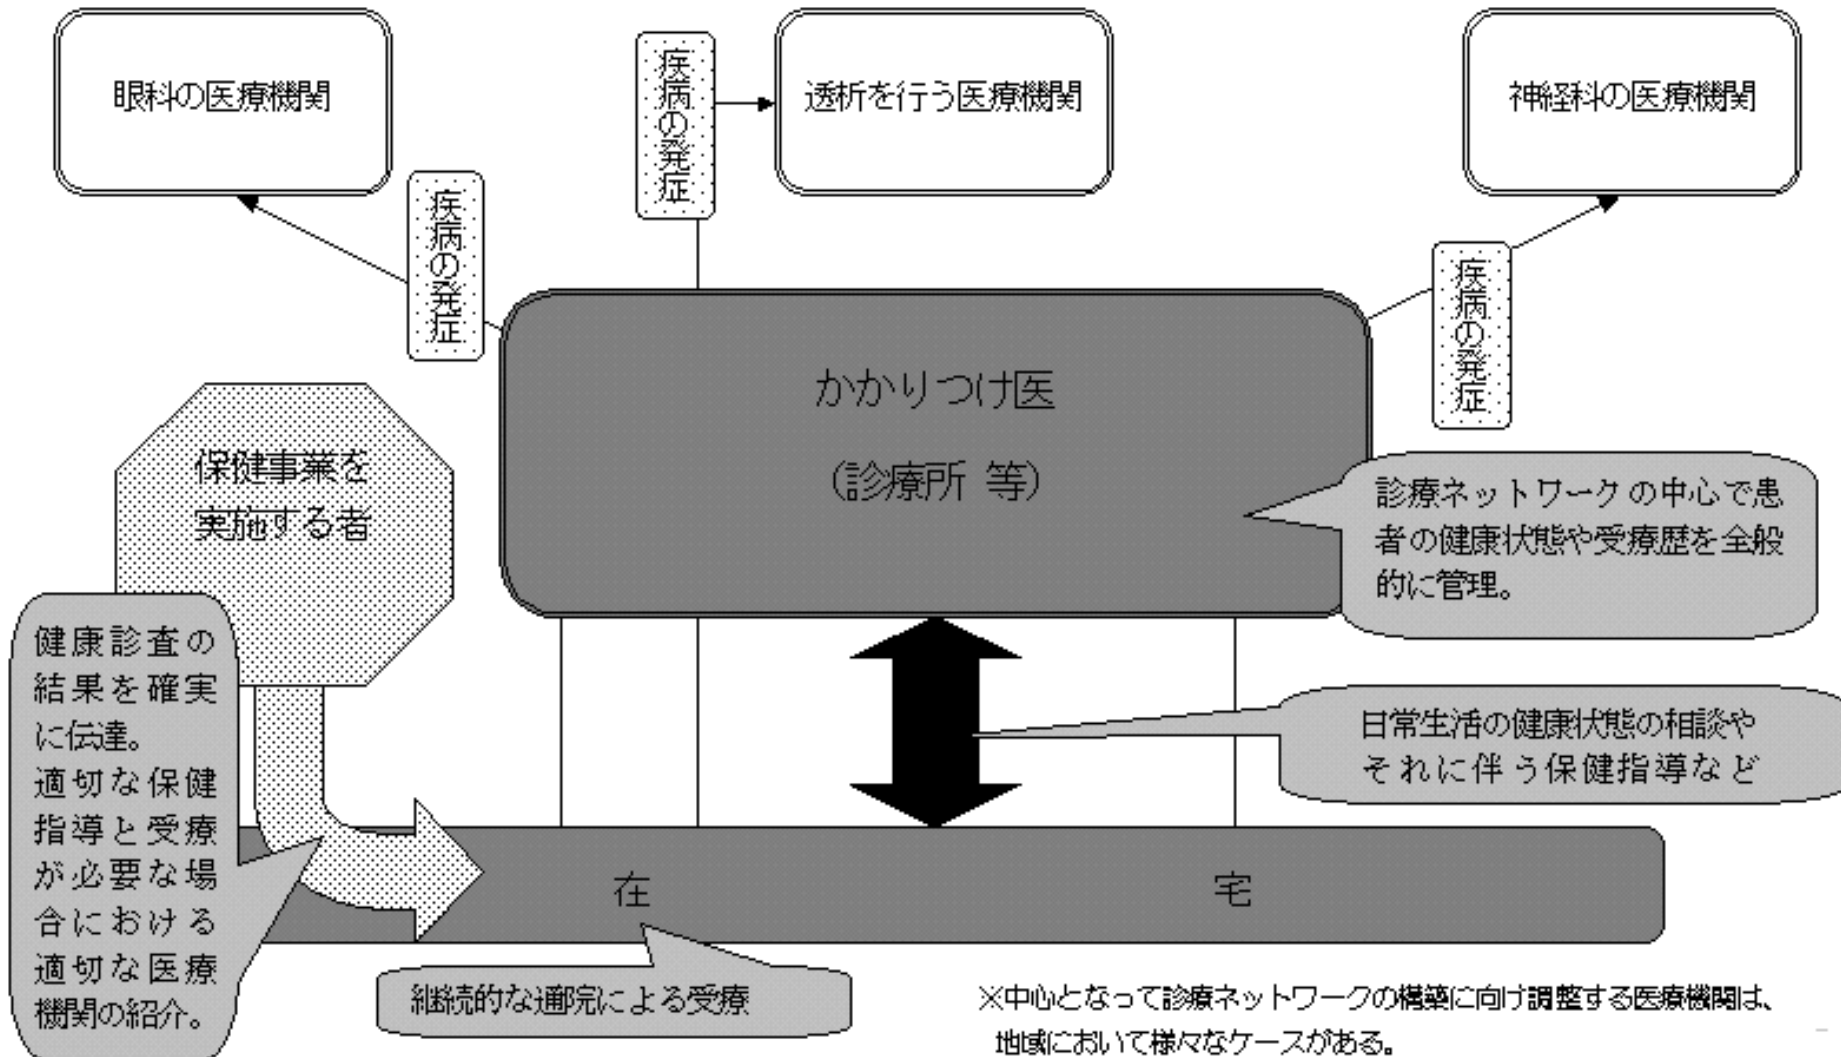 眼科の医療機関
疾病の発症
透析を行う医療機関
神経科の医療機関
疾病の発症
疾病の発症
かかりつけ医
(診療所 等)
保健事業を
実施する者
診療ネットワークの中心で患
者の健康状態や受療歴を全般
的に管理。
健康診査の
結果を確実
に伝達。
適切な保健
指導と受療
が必要な場
合における
適切な医療
機関の紹介。
日常生活の健康状態の相談や
それに伴う保健指導など
在 宅
継続的な通院による受療
※中心となって診療ネットワークの構築に向け調整する医療機関は、
地域において様々なケースがある。